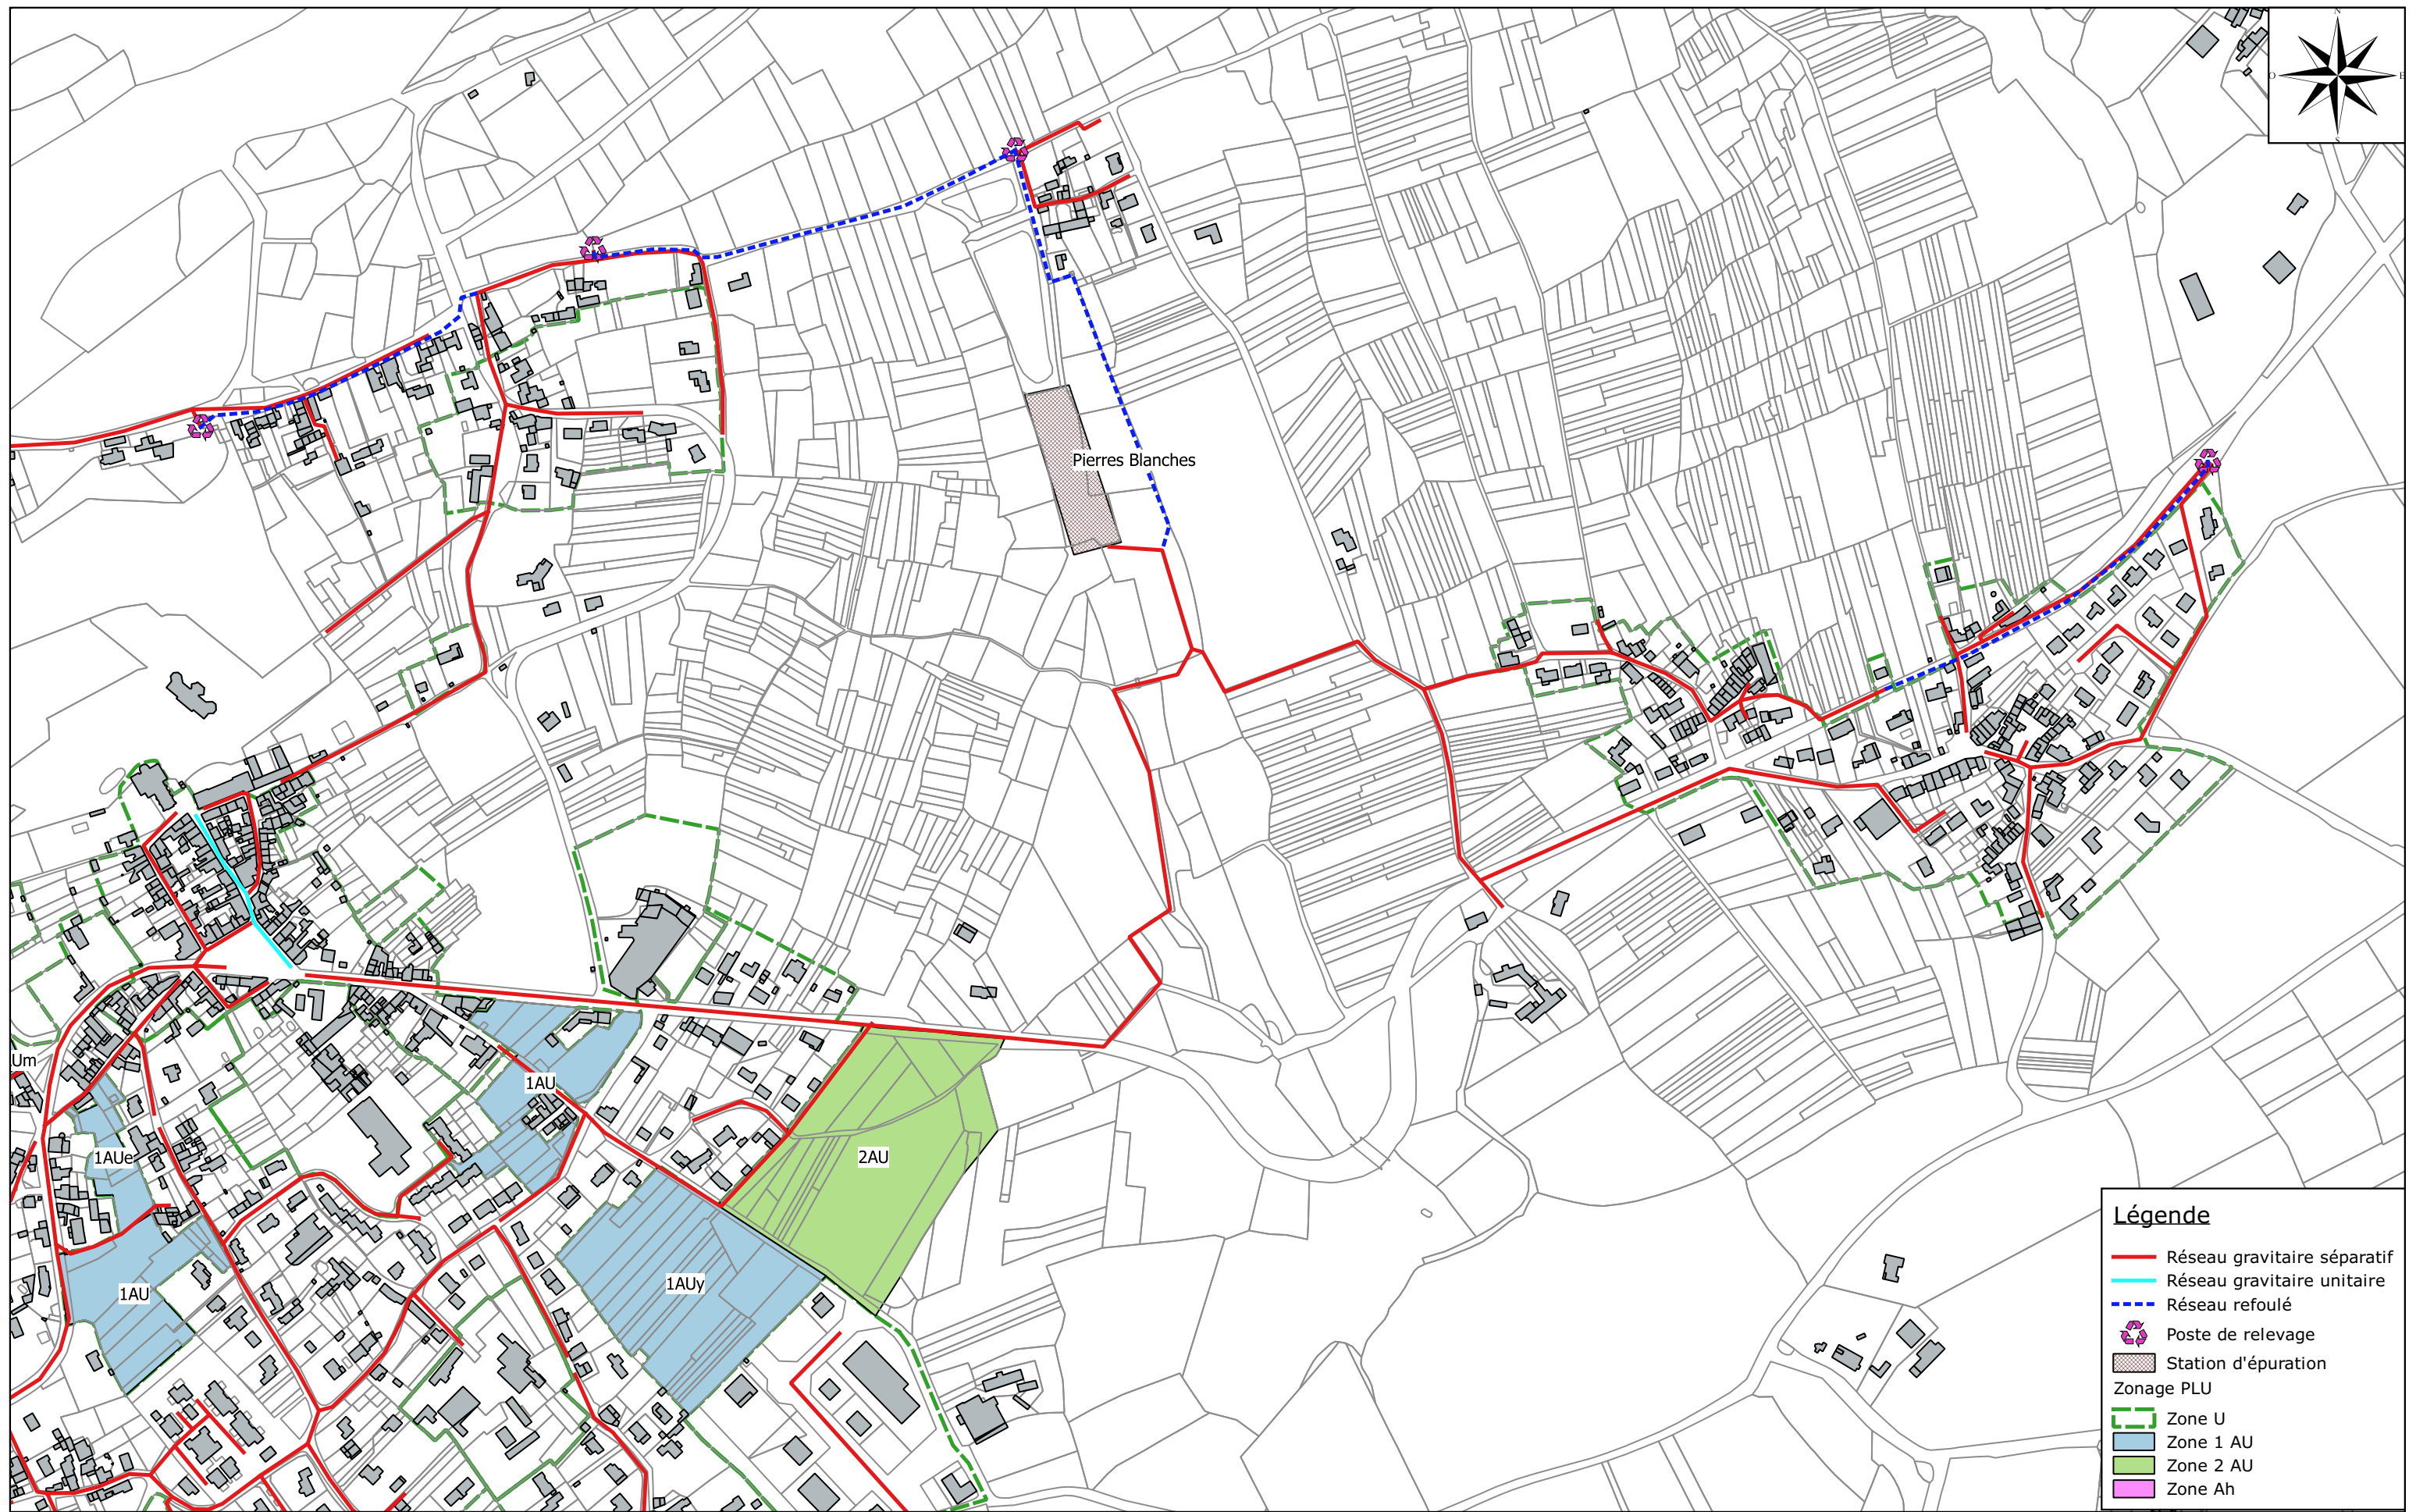 N
O
E
S
Pierres Blanches
Um
1AU
1AUe
2AU
1AUy
1AU
Légende
Réseau gravitaire séparatif
Réseau gravitaire unitaire
Réseau refoulé
Poste de relevage
Station d'épuration
Zonage PLU
Zone U
Zone 1 AU
Zone 2 AU
Zone Ah